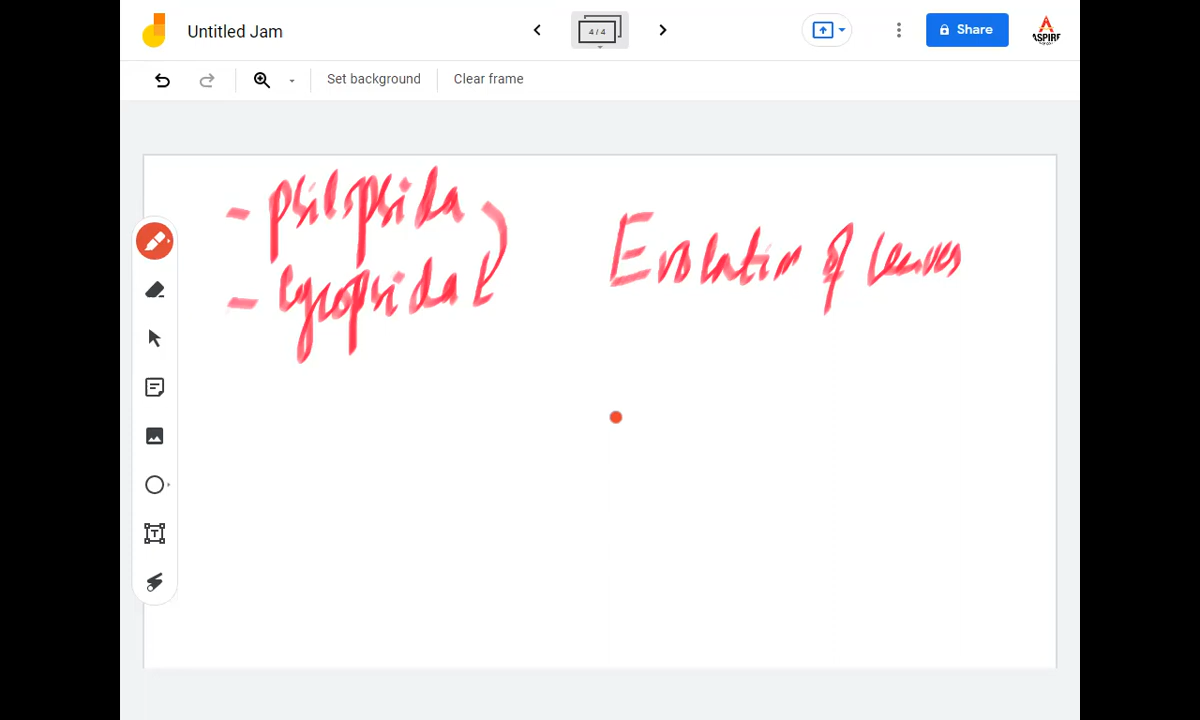 Untitled Jam
4 / 4
Share
ASPIRE
Set background
Clear frame
- psilopsida
- lycopsida
Evolution of leaves
T